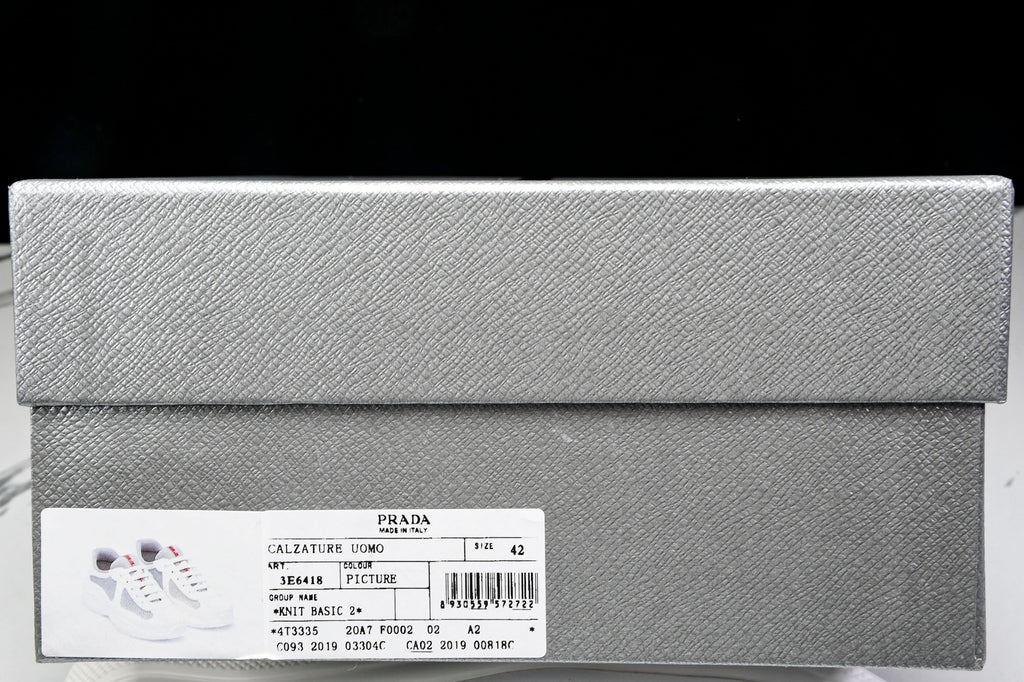 PRADA
MADE IN ITALY
CALZATURE UOMO
SIZE 42
ART. COLOUR
3E6418 PICTURE
GROUP NAME
*KNIT BASIC 2*
8 930559 572722
*4T3335 20A7 F0002 02 A2 *
C093 2019 03304C CA02 2019 00818C